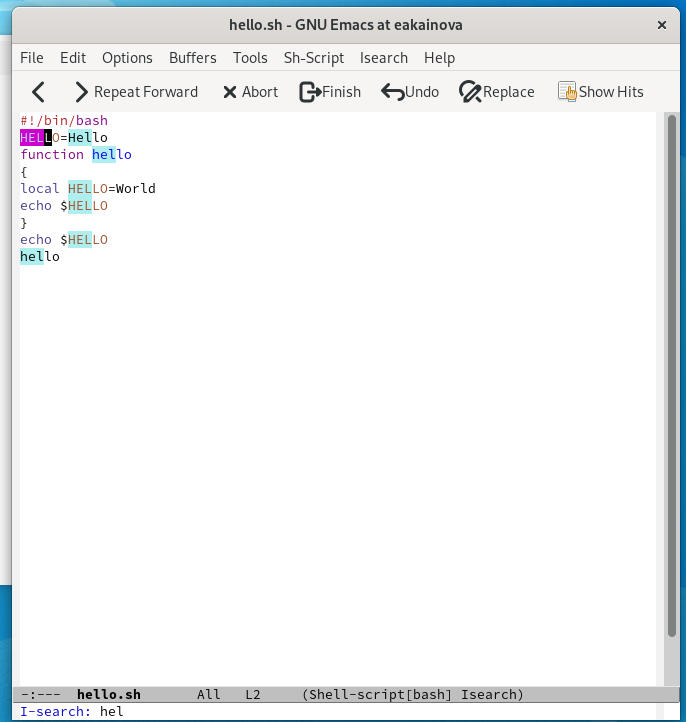 hello.sh - GNU Emacs at eakainova
File Edit Options Buffers Tools Sh-Script Isearch Help
Repeat Forward Abort Finish Undo Replace Show Hits
#!/bin/bash
HELLO=Hello
function hello
{
local HELLO=World
echo $HELLO
}
echo $HELLO
hello
-:--- hello.sh All L2 (Shell-script[bash] Isearch)
I-search: hel